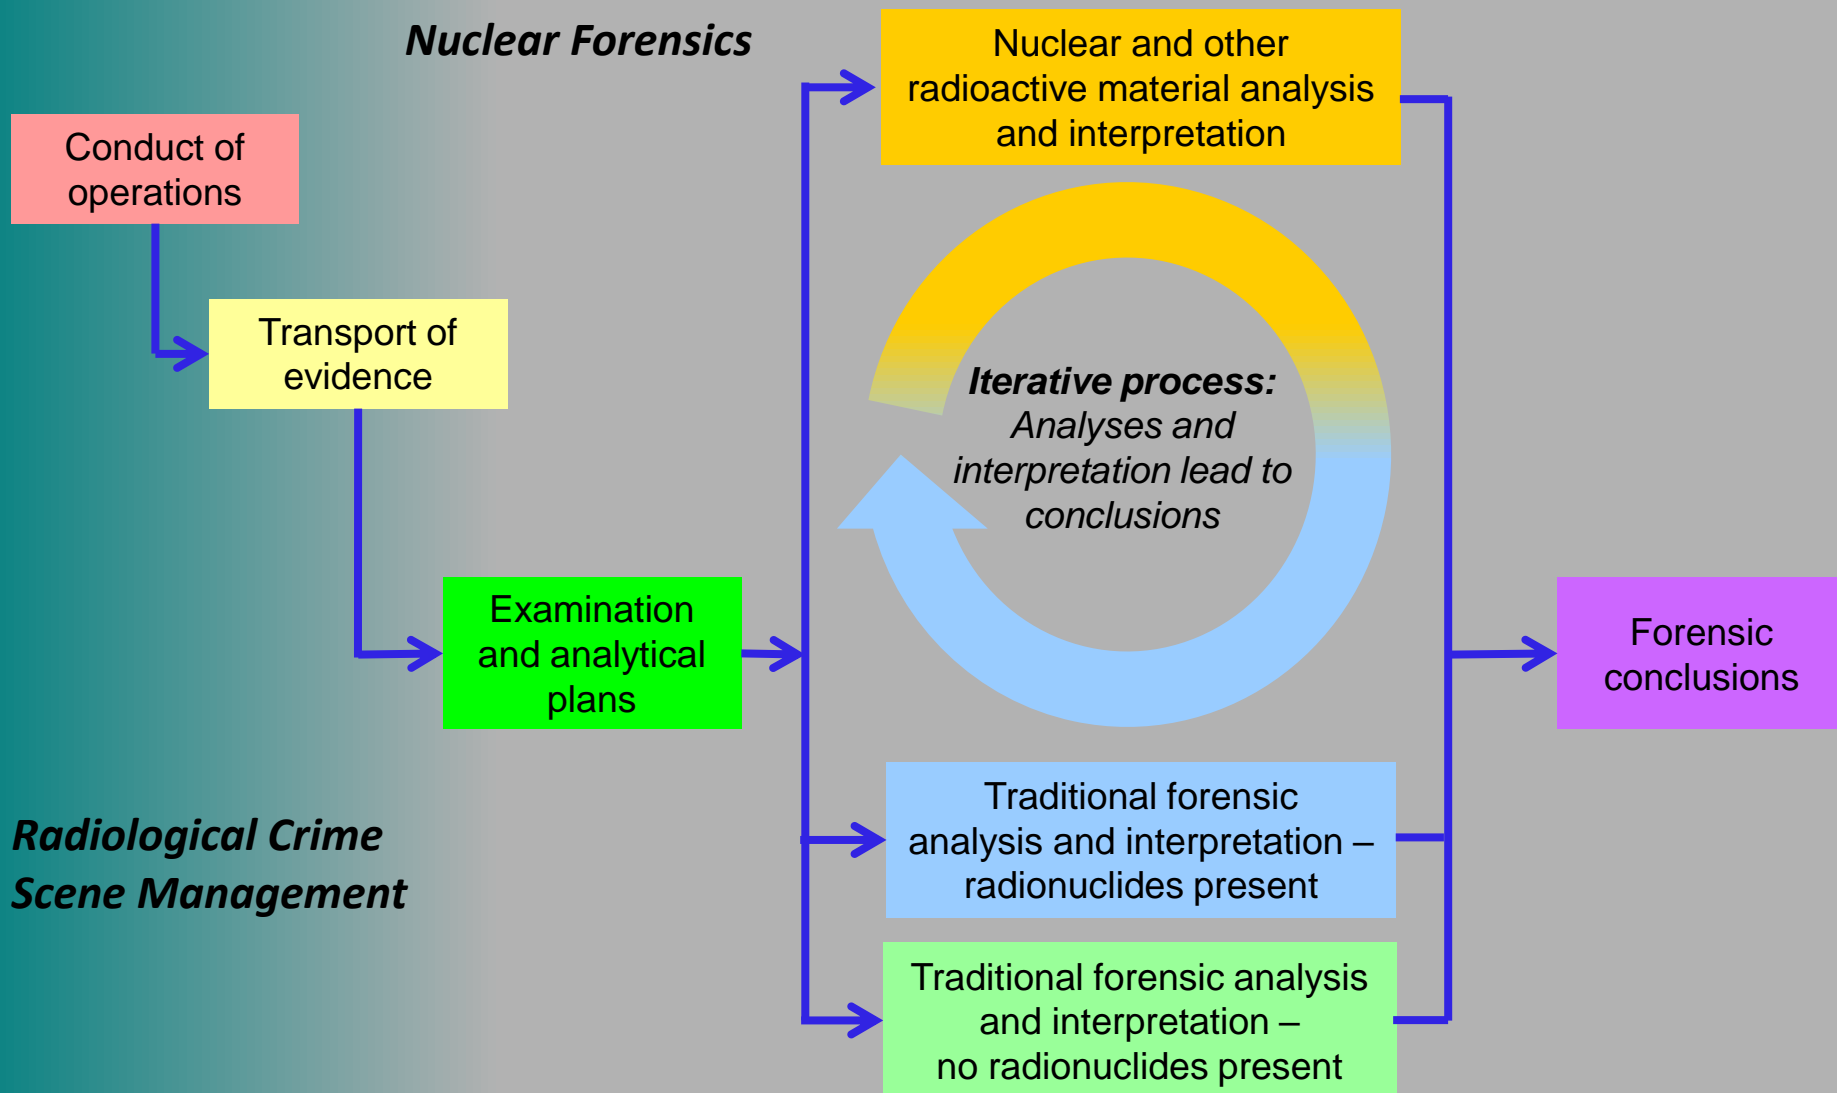 Nuclear Forensics
Conduct of
operations
Transport of
evidence
Examination
and analytical
plans
Nuclear and other
radioactive material analysis
and interpretation
Iterative process:
Analyses and
interpretation lead to
conclusions
Traditional forensic
analysis and interpretation –
radionuclides present
Traditional forensic analysis
and interpretation –
no radionuclides present
Forensic
conclusions
Radiological Crime
Scene Management